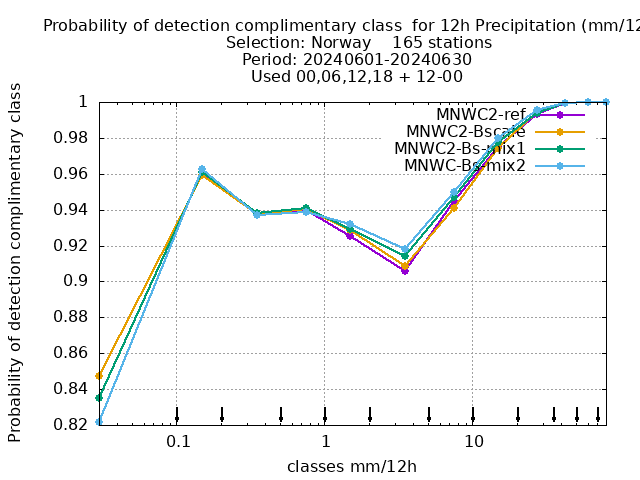 Probability of detection complimentary class  for 12h Precipitation (mm/12
Selection: Norway    165 stations
Period: 20240601-20240630
Used 00,06,12,18 + 12-00
Probability of detection complimentary class
1
0.98
0.96
0.94
0.92
0.9
0.88
0.86
0.84
0.82
MNWC2-ref
MNWC2-Bscale
MNWC2-Bs-mix1
MNWC-Bs-mix2
0.1
1
10
classes mm/12h